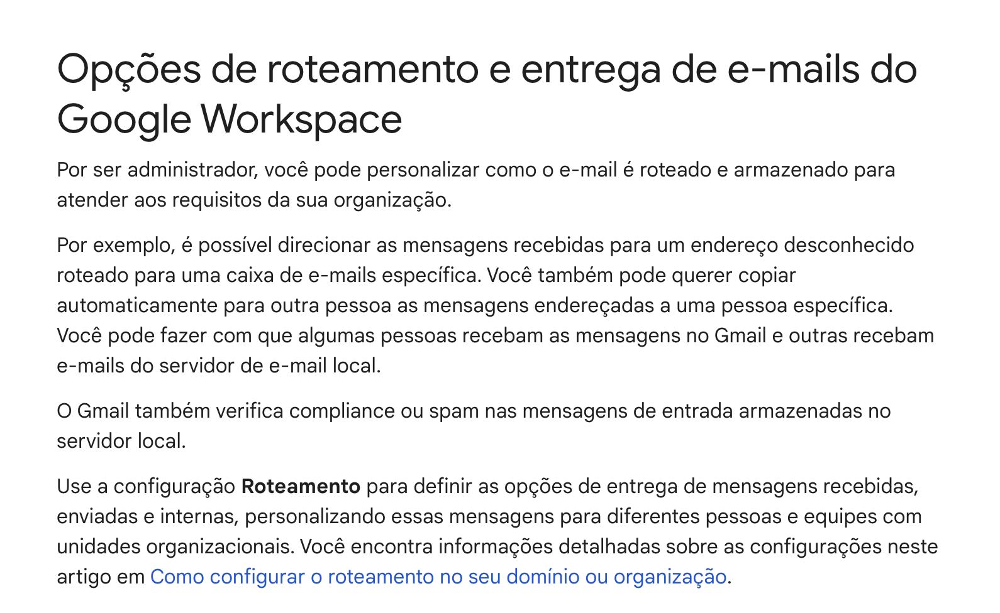 Opções de roteamento e entrega de e-mails do
Google Workspace
Por ser administrador, você pode personalizar como o e-mail é roteado e armazenado para
atender aos requisitos da sua organização.
Por exemplo, é possível direcionar as mensagens recebidas para um endereço desconhecido
roteado para uma caixa de e-mails específica. Você também pode querer copiar
automaticamente para outra pessoa as mensagens endereçadas a uma pessoa específica.
Você pode fazer com que algumas pessoas recebam as mensagens no Gmail e outras recebam
e-mails do servidor de e-mail local.
O Gmail também verifica compliance ou spam nas mensagens de entrada armazenadas no
servidor local.
Use a configuração Roteamento para definir as opções de entrega de mensagens recebidas,
enviadas e internas, personalizando essas mensagens para diferentes pessoas e equipes com
unidades organizacionais. Você encontra informações detalhadas sobre as configurações neste
artigo em Como configurar o roteamento no seu domínio ou organização.